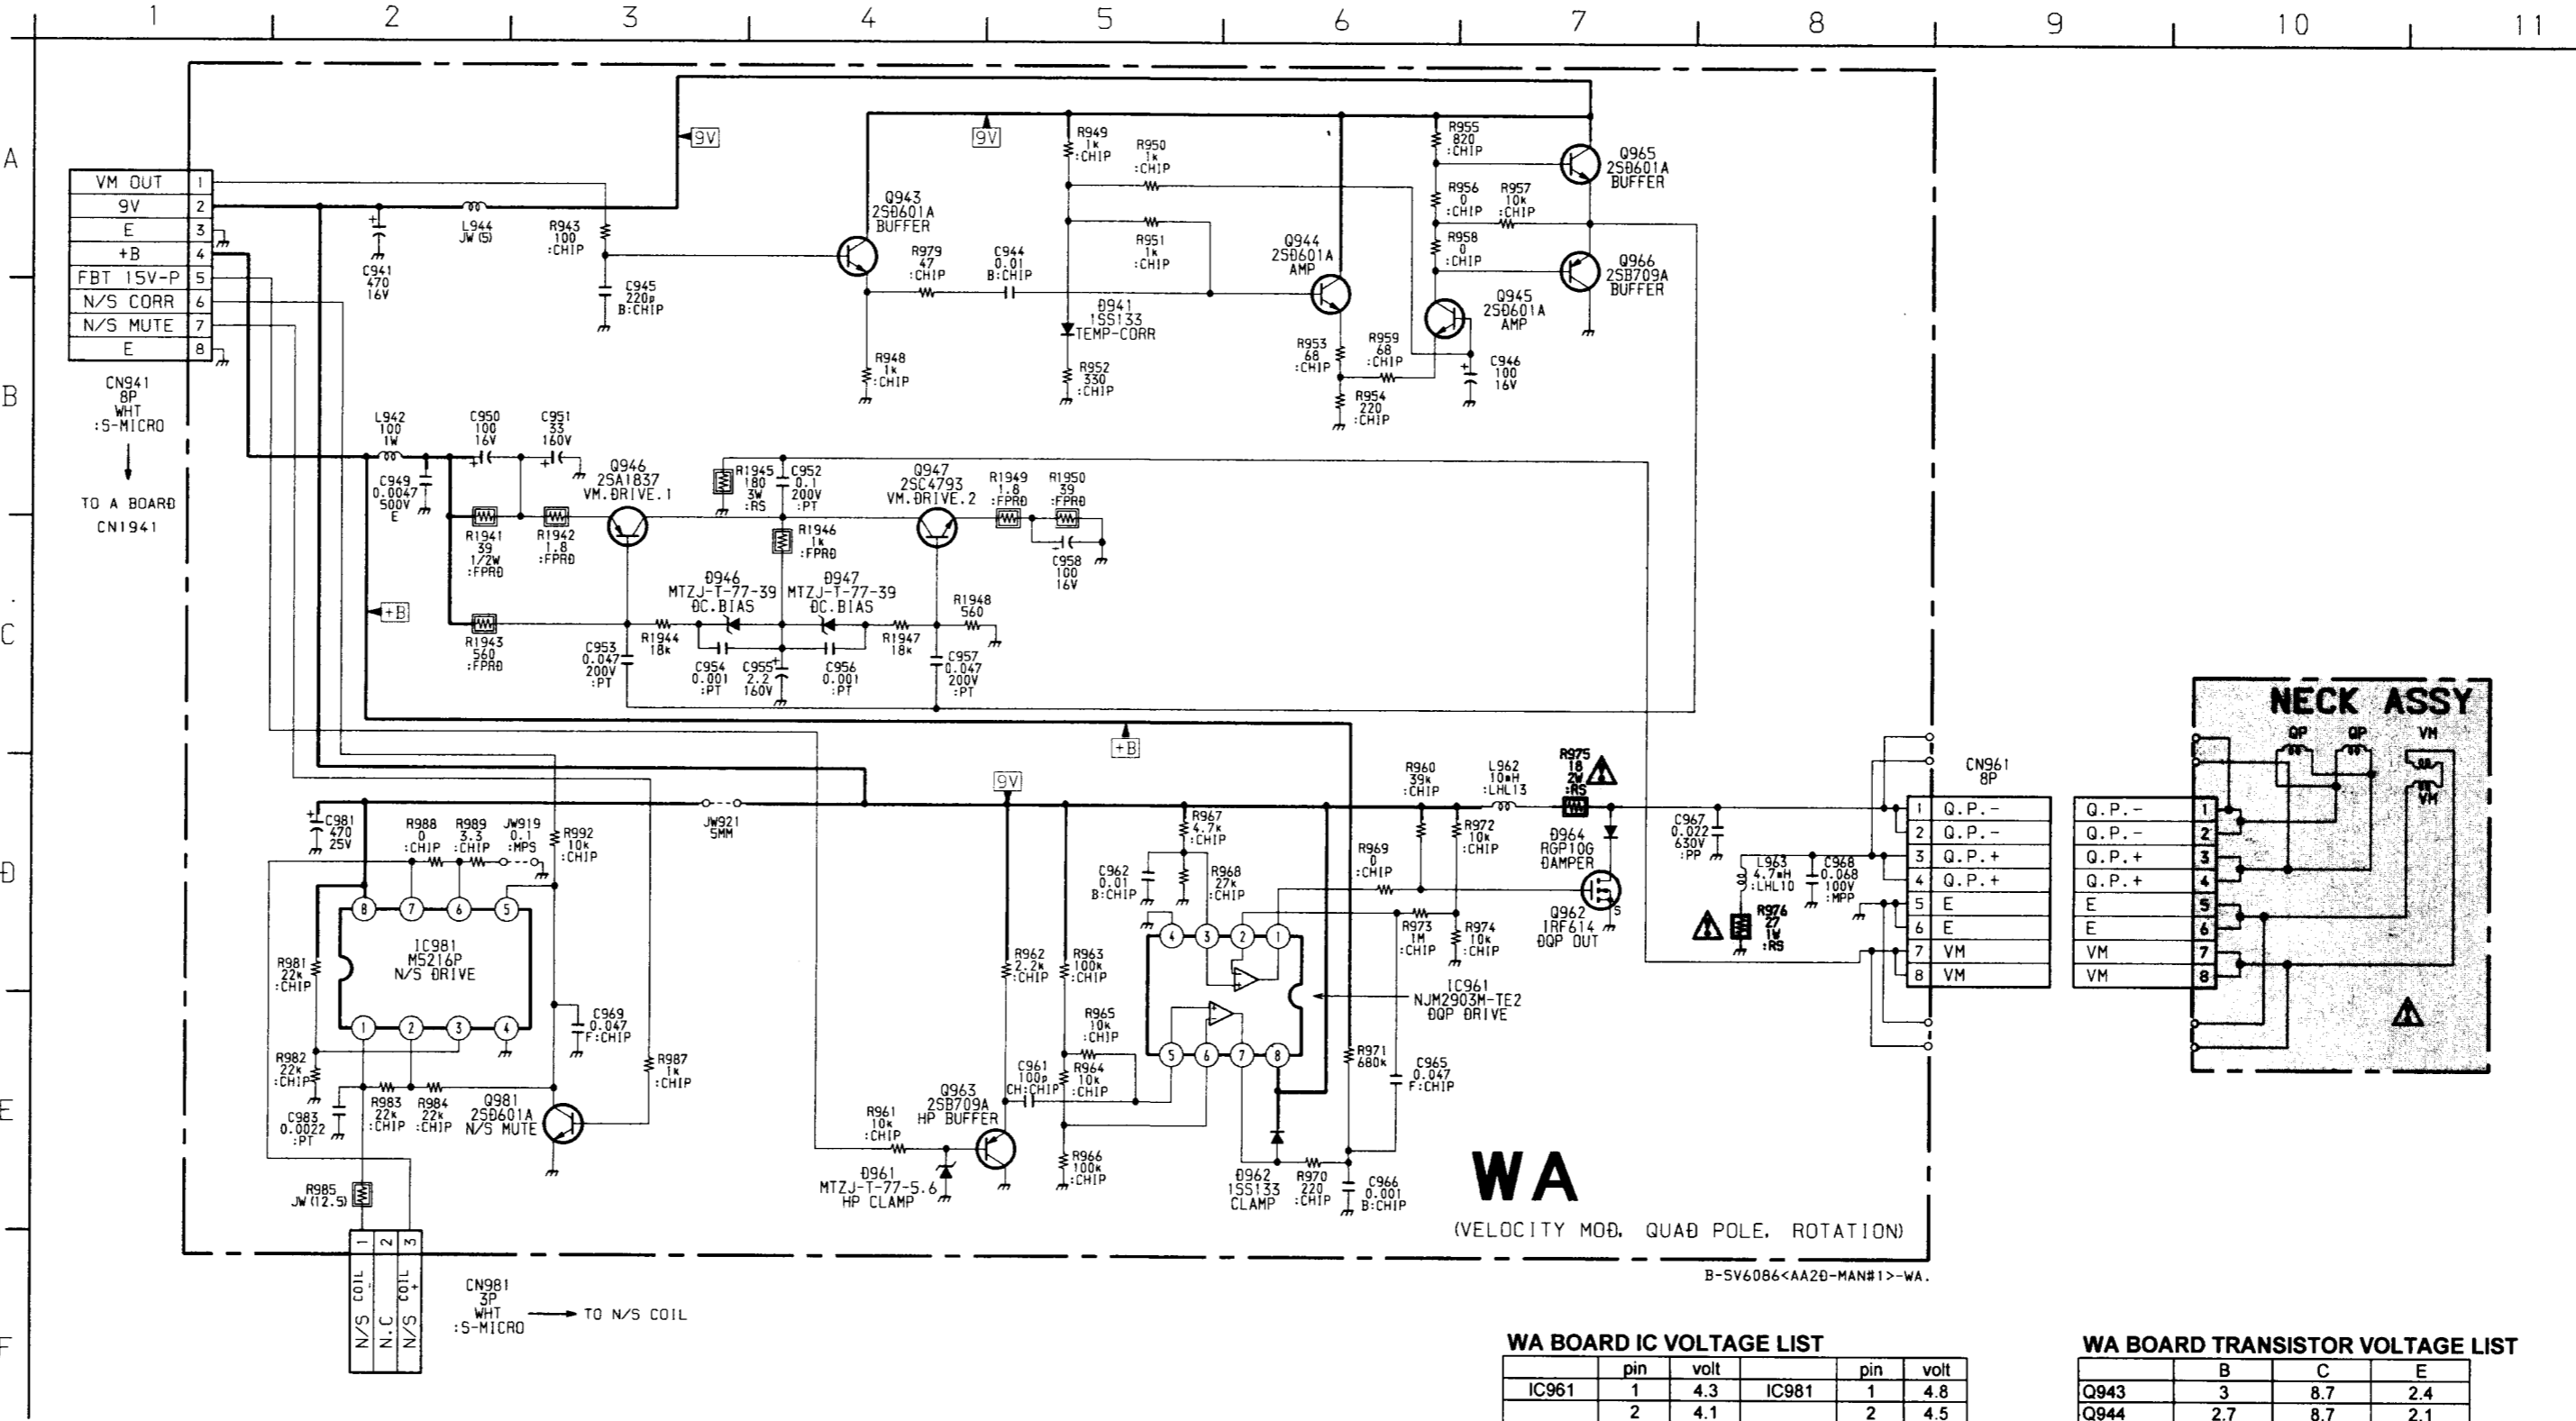 1 2 3 4 5 6 7 8 9 10 11
A
B
C
D
E
F
VM OUT 1
9V 2
E 3
+B 4
FBT 15V-P 5
N/S CORR 6
N/S MUTE 7
E 8
CN941
8P
WHT
:S-MICRO
TO A BOARD
CN1941
9V
9V
C941
470
16V
L944
JW(5)
R943
100
:CHIP
C945
220p
B:CHIP
Q943
2SD601A
BUFFER
R979
47
:CHIP
C944
0.01
B:CHIP
R948
1k
:CHIP
R949
1k
:CHIP
R950
1k
:CHIP
R951
1k
:CHIP
D941
1SS133
TEMP-CORR
R952
330
:CHIP
Q944
2SD601A
AMP
R953
68
:CHIP
R959
68
:CHIP
R954
220
:CHIP
R955
820
:CHIP
R956
0
:CHIP
R957
10k
:CHIP
R958
0
:CHIP
Q945
2SD601A
AMP
C946
100
16V
Q965
2SD601A
BUFFER
Q966
2SB709A
BUFFER
L942
100
1W
C950
100
16V
C951
33
160V
C949
0.0047
500V
E
R1941
39
1/2W
:FPRD
R1942
1.8
:FPRD
R1943
560
:FPRD
Q946
2SA1837
VM.DRIVE.1
R1945
180
3W
:RS
C952
0.1
200V
:PT
Q947
2SC4793
VM.DRIVE.2
R1949
1.8
:FPRD
R1950
39
:FPRD
R1946
1k
:FPRD
C958
100
16V
D946
MTZJ-T-77-39
DC.BIAS
D947
MTZJ-T-77-39
DC.BIAS
R1948
560
R1944
18k
R1947
18k
C953
0.047
200V
:PT
C954
0.001
:PT
C955
2.2
160V
C956
0.001
:PT
C957
0.047
200V
:PT
+B
+B
9V
C981
470
25V
R988
0
:CHIP
R989
3.3
:CHIP
JW919
0.1
:MPS
R992
10k
:CHIP
JW921
5MM
8 7 6 5
IC981
M5216P
N/S DRIVE
1 2 3 4
R981
22k
:CHIP
R982
22k
:CHIP
C983
0.0022
:PT
R983
22k
:CHIP
R984
22k
:CHIP
Q981
2SD601A
N/S MUTE
C969
0.047
F:CHIP
R987
1k
:CHIP
R985
JW(12.5)
1 2 3
N/S COIL -
N.C
N/S COIL +
CN981
3P
WHT
:S-MICRO
TO N/S COIL
R961
10k
:CHIP
D961
MTZJ-T-77-5.6
HP CLAMP
Q963
2SB709A
HP BUFFER
R962
2.2k
:CHIP
C961
100p
CH:CHIP
R963
100k
:CHIP
R965
10k
:CHIP
R964
10k
:CHIP
R966
100k
:CHIP
R967
4.7k
:CHIP
C962
0.01
B:CHIP
R968
27k
:CHIP
4 3 2 1
5 6 7 8
IC961
NJM2903M-TE2
DQP DRIVE
D962
1SS133
CLAMP
R970
220
:CHIP
C966
0.001
B:CHIP
R971
680k
C965
0.047
F:CHIP
R960
39k
:CHIP
R969
0
:CHIP
R972
10k
:CHIP
R973
1M
:CHIP
R974
10k
:CHIP
L962
10mH
:LHL13
R975
18
2W
:RS
D964
RGP10G
DAMPER
Q962
IRF614
DQP OUT
S
C967
0.022
630V
:PP
L963
4.7mH
:LHL10
C968
0.068
100V
:MPP
R976
27
1W
:RS
CN961
8P
1 Q.P.-
2 Q.P.-
3 Q.P.+
4 Q.P.+
5 E
6 E
7 VM
8 VM
Q.P.- 1
Q.P.- 2
Q.P.+ 3
Q.P.+ 4
E 5
E 6
VM 7
VM 8
NECK ASSY
QP QP VM
VM
WA
(VELOCITY MOD, QUAD POLE, ROTATION)
B-SV6086<AA2D-MAN#1>-WA.
WA BOARD IC VOLTAGE LIST
pin volt pin volt
IC961 1 4.3 IC981 1 4.8
2 4.1 2 4.5
WA BOARD TRANSISTOR VOLTAGE LIST
B C E
Q943 3 8.7 2.4
Q944 2.7 8.7 2.1